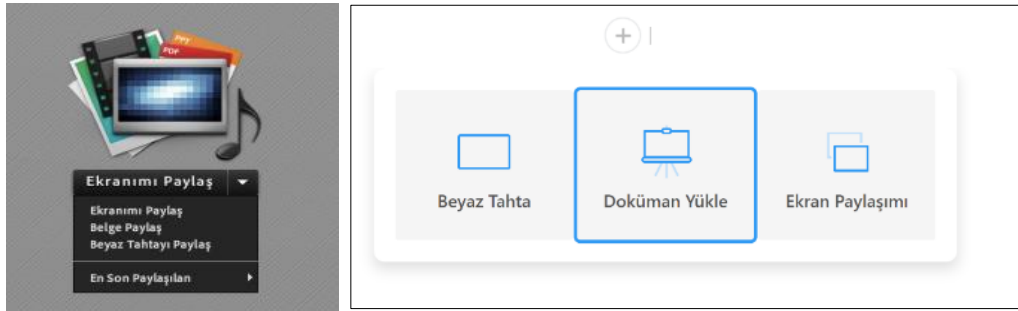 PPT
PDF
Ekranımı Paylaş
Ekranımı Paylaş
Belge Paylaş
Beyaz Tahtayı Paylaş
En Son Paylaşılan
Beyaz Tahta
Doküman Yükle
Ekran Paylaşımı